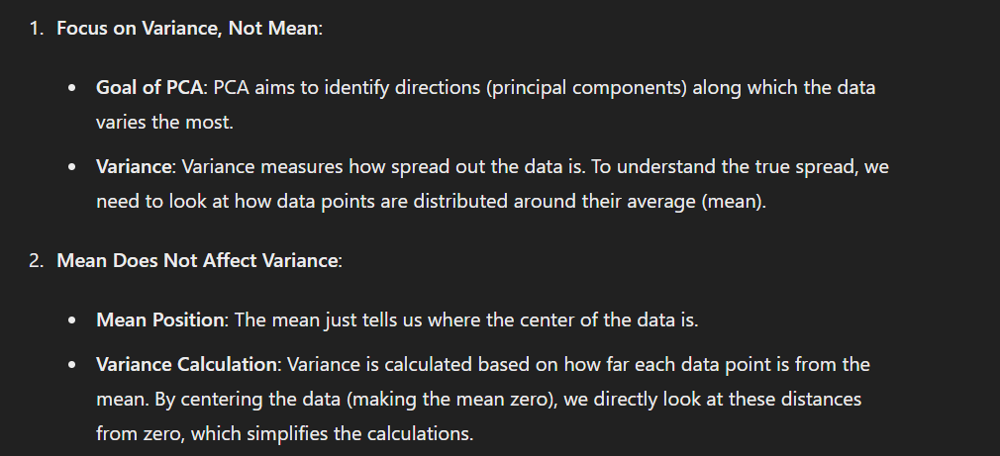 1. Focus on Variance, Not Mean:
• Goal of PCA: PCA aims to identify directions (principal components) along which the data
varies the most.
• Variance: Variance measures how spread out the data is. To understand the true spread, we
need to look at how data points are distributed around their average (mean).
2. Mean Does Not Affect Variance:
• Mean Position: The mean just tells us where the center of the data is.
• Variance Calculation: Variance is calculated based on how far each data point is from the
mean. By centering the data (making the mean zero), we directly look at these distances
from zero, which simplifies the calculations.